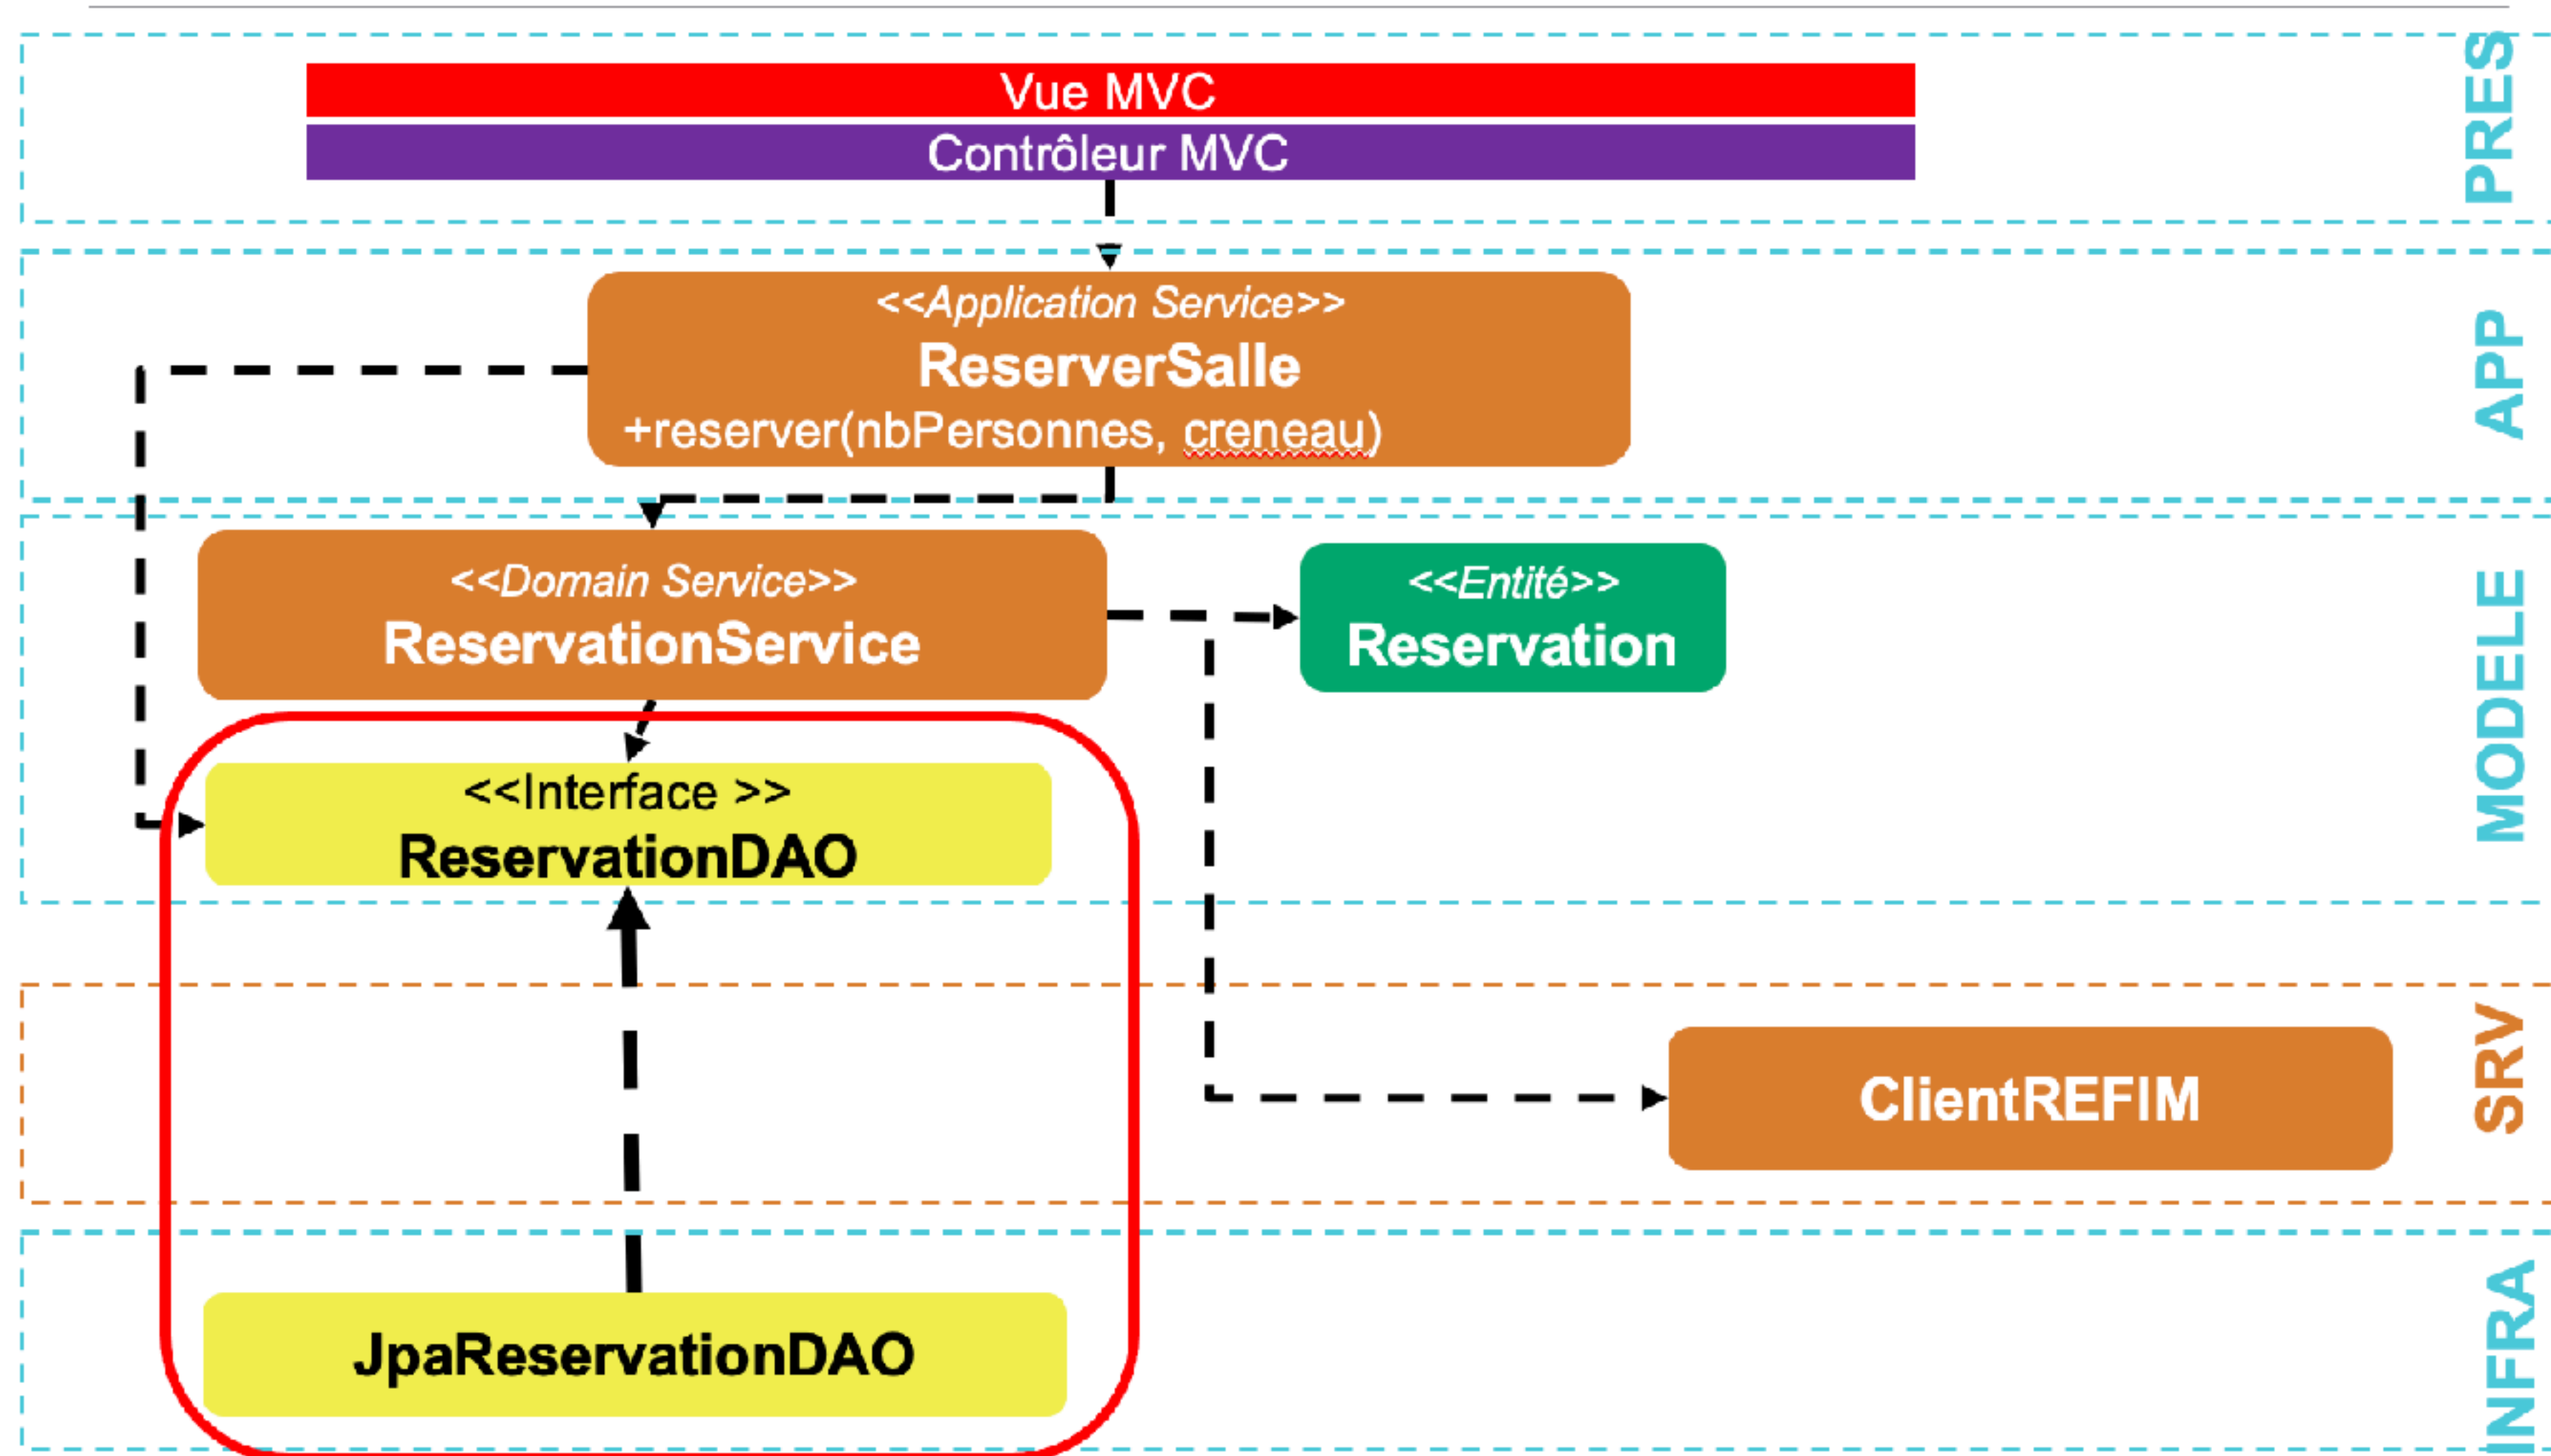 Vue MVC
Contrôleur MVC
PRES
<<Application Service>>
ReserverSalle
+reserver(nbPersonnes, creneau)
APP
<<Domain Service>>
ReservationService
<<Entité>>
Reservation
<<Interface >>
ReservationDAO
MODELE
ClientREFIM
SRV
JpaReservationDAO
INFRA